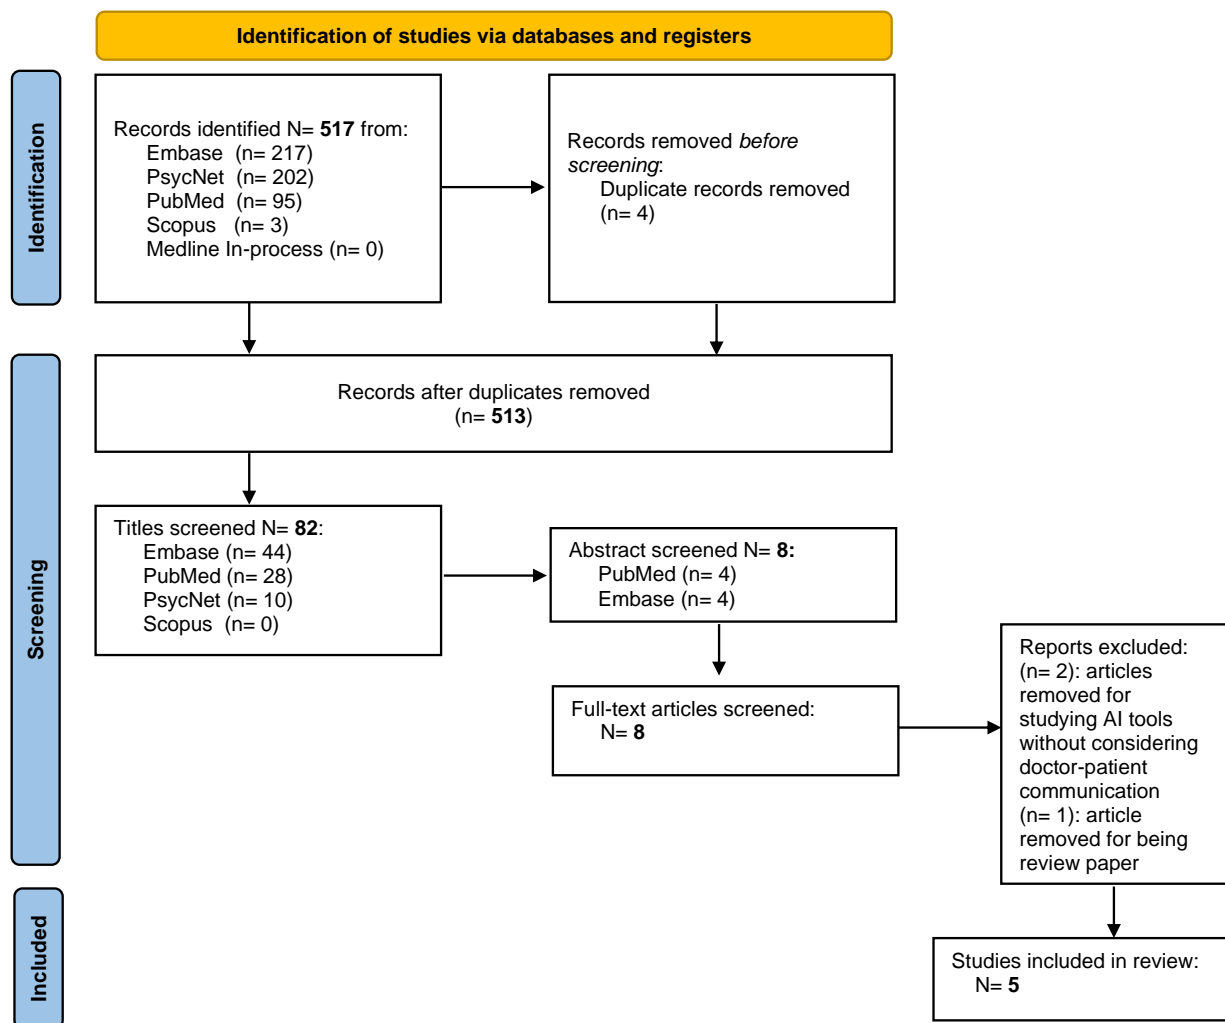 Identification of studies via databases and registers
Identification
Records identified N= 517 from:
Embase (n= 217)
PsycNet (n= 202)
PubMed (n= 95)
Scopus (n= 3)
Medline In-process (n= 0)
Records removed before
screening:
Duplicate records removed
(n= 4)
Screening
Records after duplicates removed
(n= 513)
Titles screened N= 82:
Embase (n= 44)
PubMed (n= 28)
PsycNet (n= 10)
Scopus (n= 0)
Abstract screened N= 8:
PubMed (n= 4)
Embase (n= 4)
Full-text articles screened:
N= 8
Reports excluded:
(n= 2): articles
removed for
studying AI tools
without considering
doctor-patient
communication
(n= 1): article
removed for being
review paper
Included
Studies included in review:
N= 5